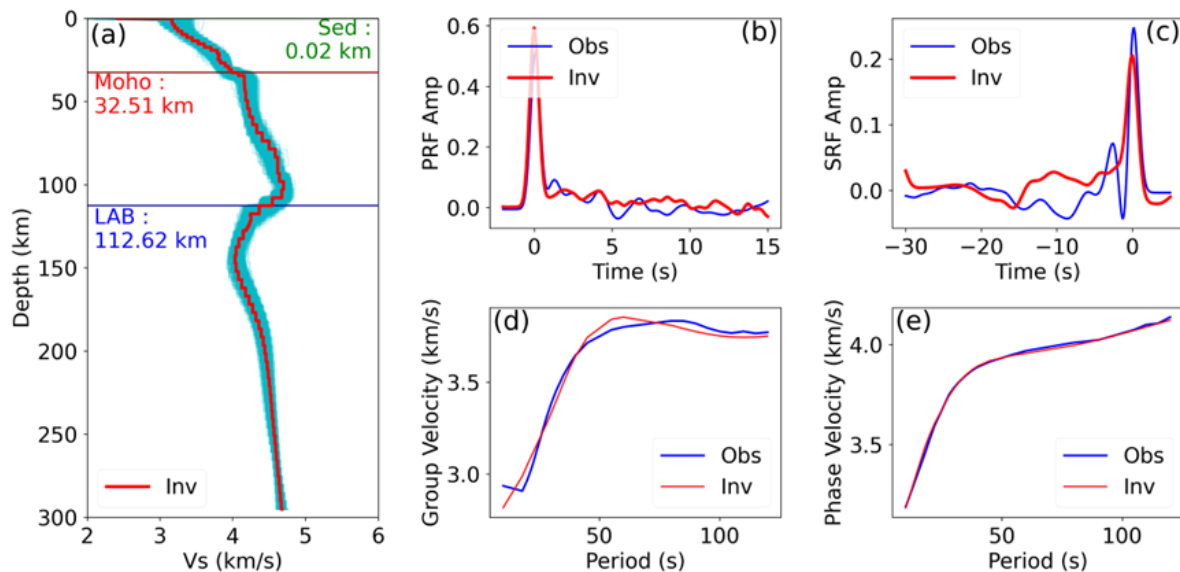 (a)
Sed :
0.02 km
Moho :
32.51 km
LAB :
112.62 km
Inv
0
50
100
150
200
250
300
Depth (km)
2
3
4
5
6
Vs (km/s)
(b)
Obs
Inv
0.6
0.4
0.2
0.0
PRF Amp
0
5
10
15
Time (s)
(c)
Obs
Inv
0.2
0.1
0.0
SRF Amp
−30
−20
−10
0
Time (s)
(d)
Obs
Inv
3.5
3.0
Group Velocity (km/s)
50
100
Period (s)
(e)
Obs
Inv
4.0
3.5
Phase Velocity (km/s)
50
100
Period (s)